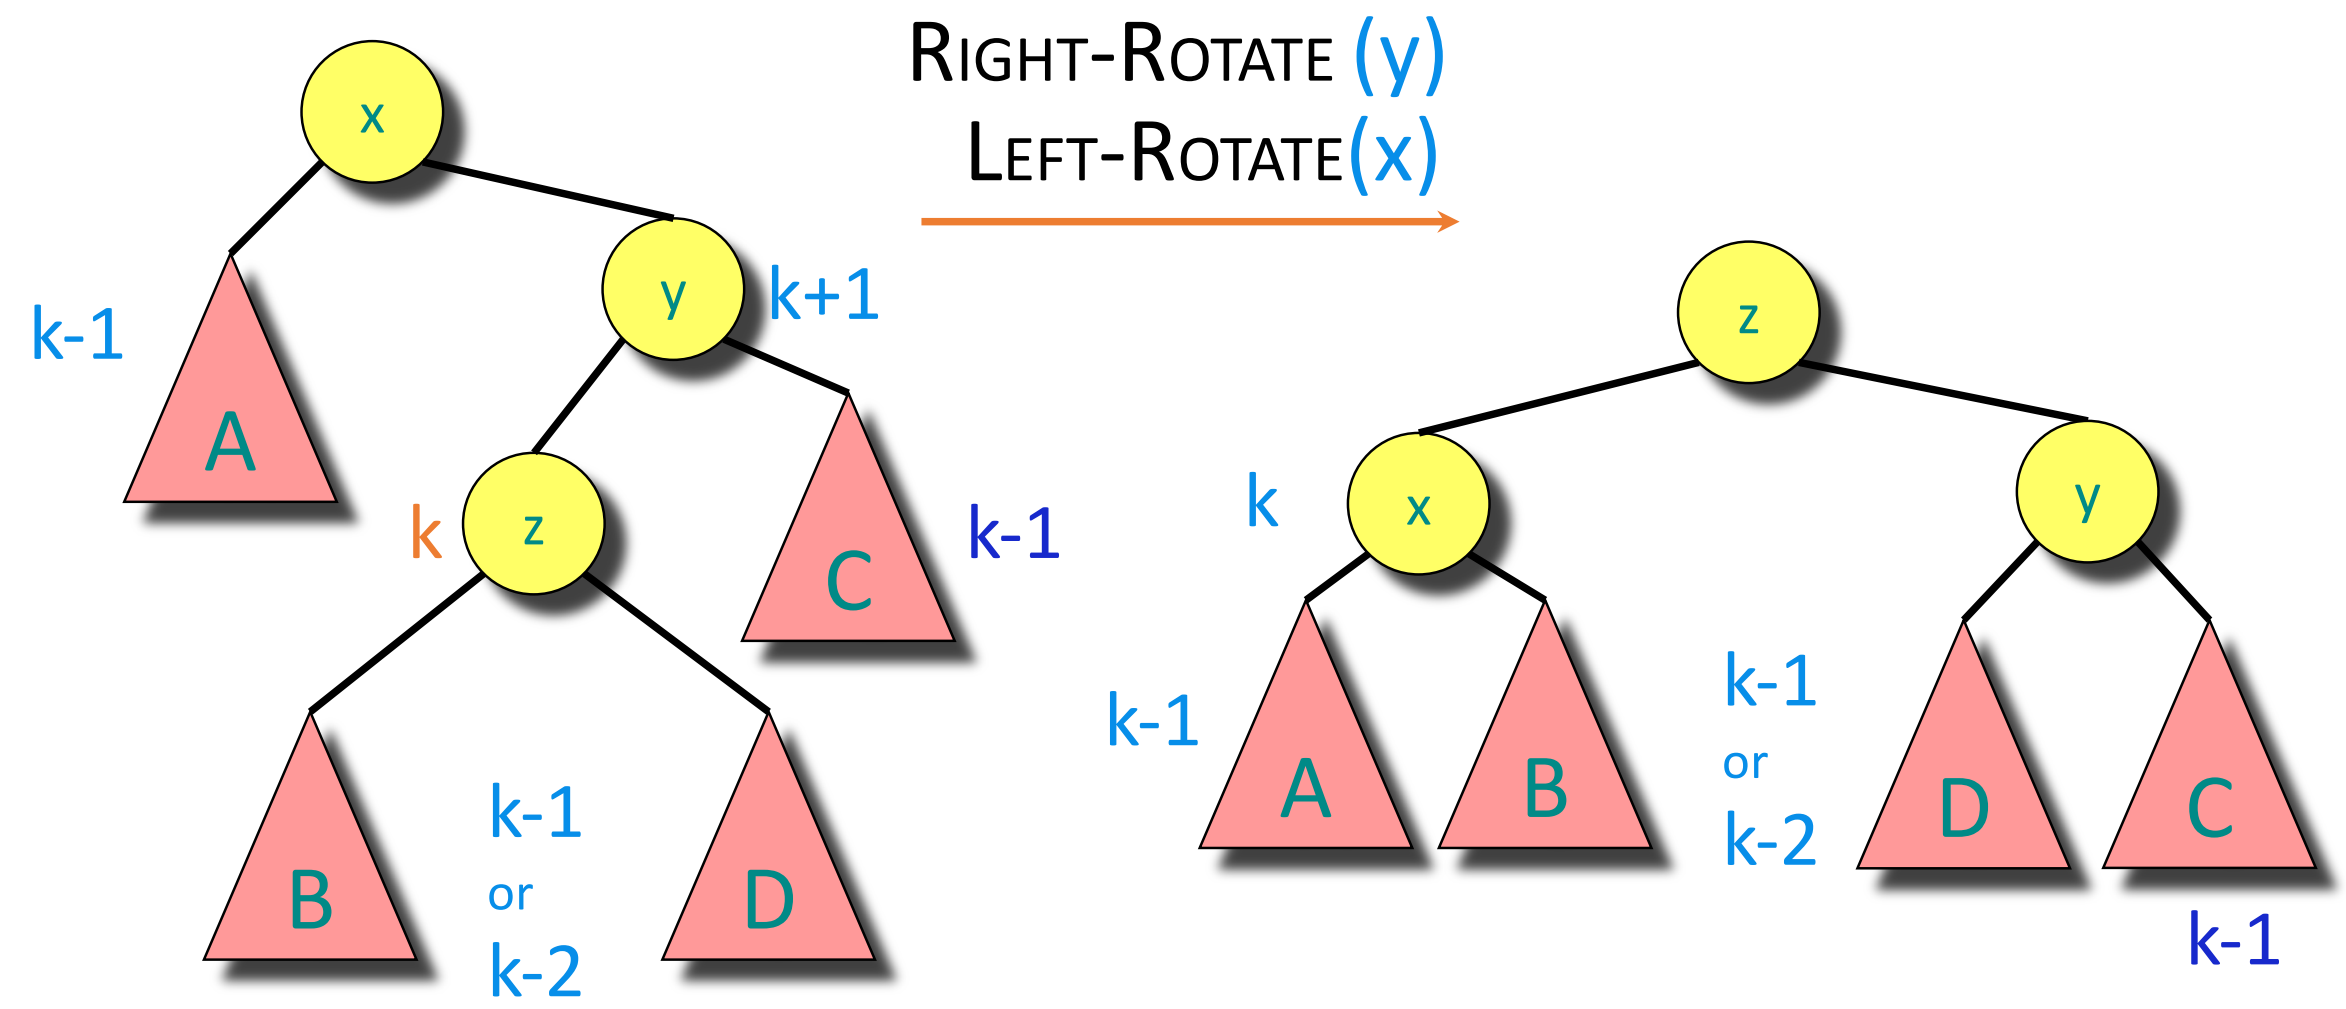 RIGHT-ROTATE (y)
LEFT-ROTATE(x)
x
y
k+1
k-1
A
z
k
C
k-1
B
k-1
or
k-2
D
z
x
k
y
k-1
A
B
k-1
or
k-2
D
C
k-1